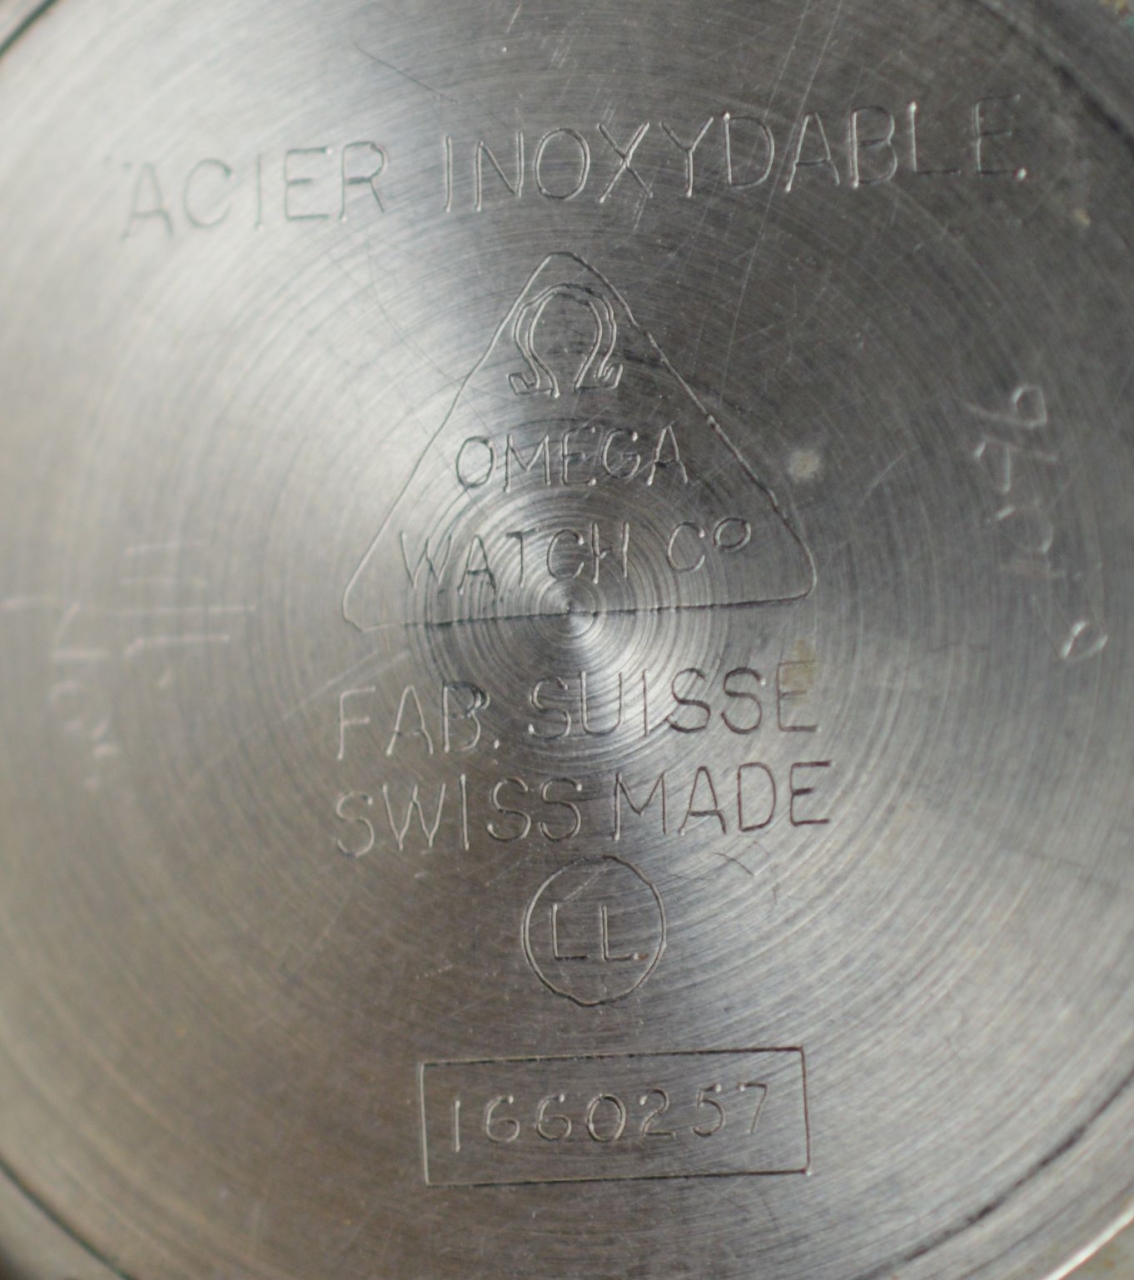 ACIER INOXYDABLE
Ω
OMEGA
WATCH Cº
FAB. SUISSE
SWISS MADE
LL
1660257